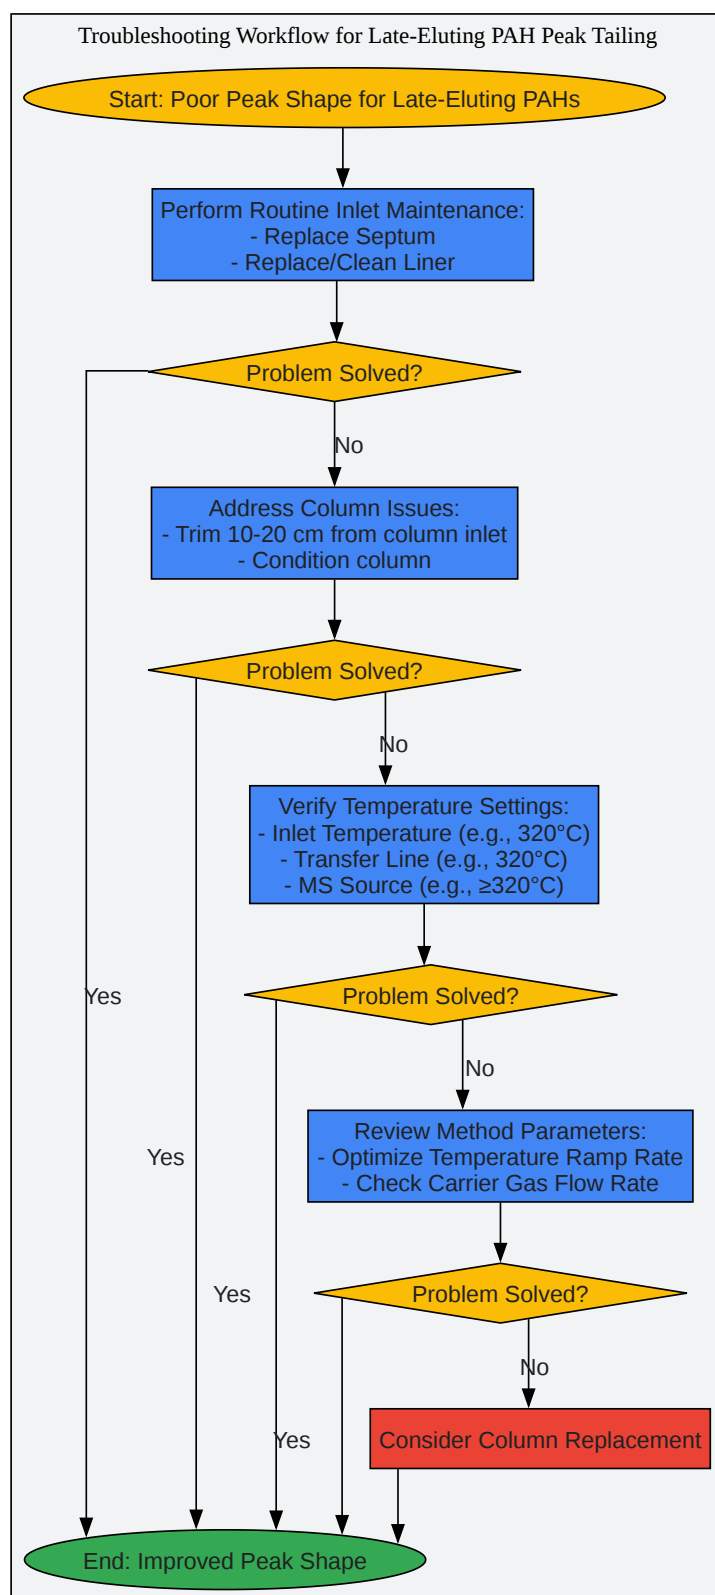 Troubleshooting Workflow for Late-Eluting PAH Peak Tailing
Start: Poor Peak Shape for Late-Eluting PAHs
Perform Routine Inlet Maintenance:
- Replace Septum
- Replace/Clean Liner
Problem Solved?
No
Address Column Issues:
- Trim 10-20 cm from column inlet
- Condition column
Problem Solved?
No
Verify Temperature Settings:
- Inlet Temperature (e.g., 320°C)
- Transfer Line (e.g., 320°C)
- MS Source (e.g., ≥320°C)
Problem Solved?
Yes
No
Review Method Parameters:
- Optimize Temperature Ramp Rate
- Check Carrier Gas Flow Rate
Yes
Problem Solved?
Yes
No
Consider Column Replacement
Yes
End: Improved Peak Shape